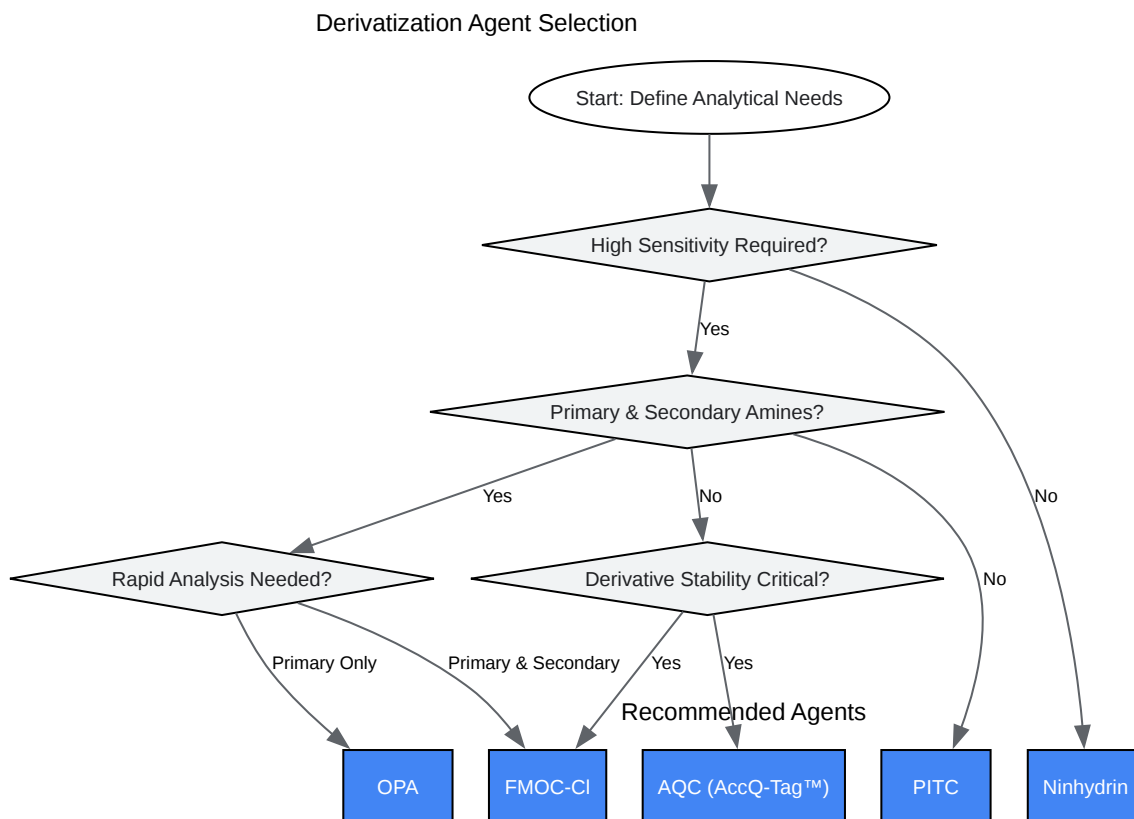 Derivatization Agent Selection
Start: Define Analytical Needs
High Sensitivity Required?
Yes
Primary & Secondary Amines?
Yes
No
No
Rapid Analysis Needed?
Derivative Stability Critical?
No
Primary Only
Primary & Secondary
Yes
Yes
Recommended Agents
OPA
FMOC-Cl
AQC (AccQ-Tag™)
PITC
Ninhydrin